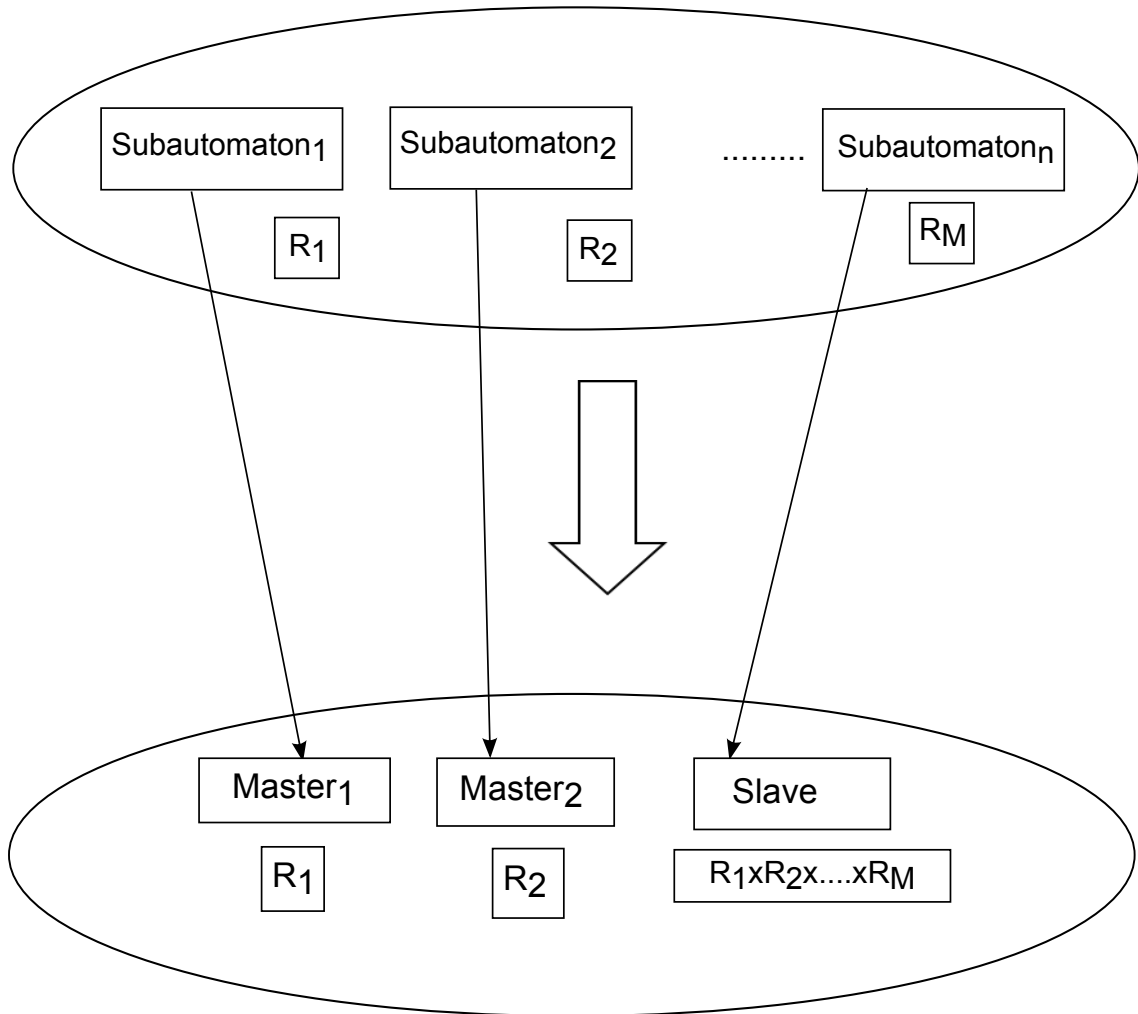 Subautomaton1 Subautomaton2 ......... Subautomatonn
R1 R2 RM
Master1 Master2 Slave
R1 R2 R1xR2x....xRM